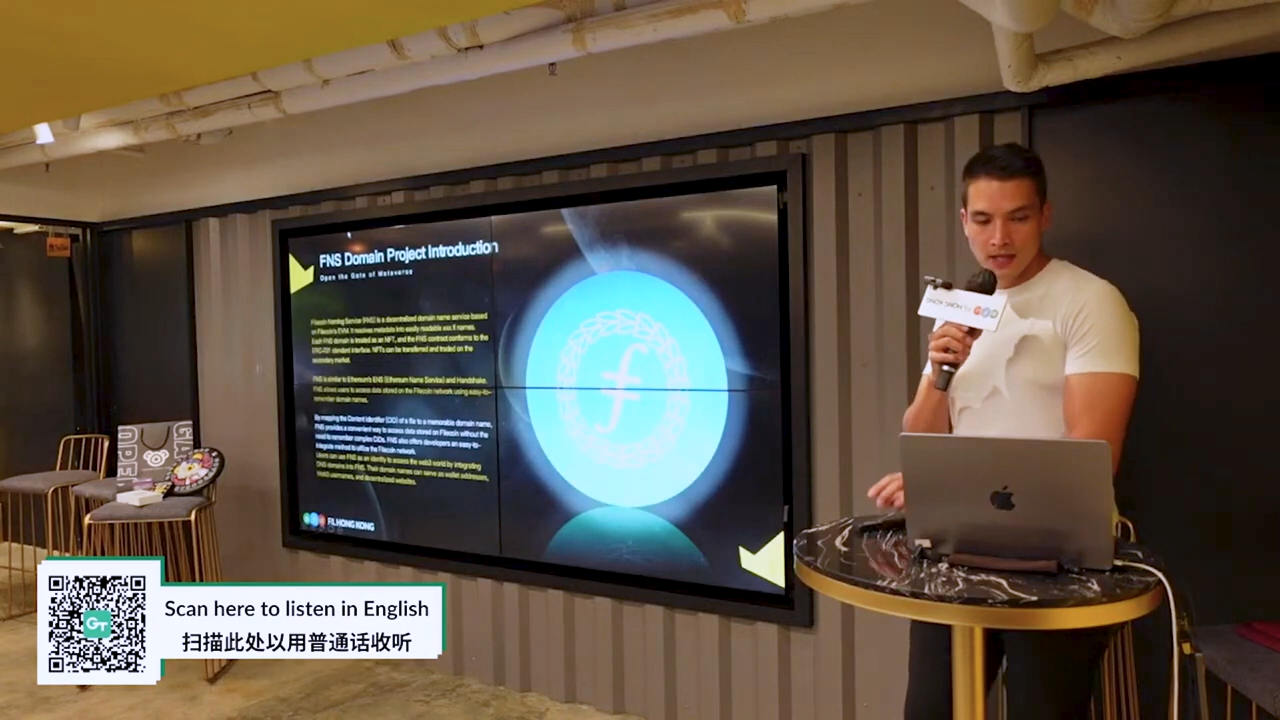 FNS Domain Project Introduction
Open the Gate of Metaverse
Filecoin Naming Service (FNS) is a decentralized domain name service based
on Filecoin's EVM. It resolves metadata into easily readable xxx.fil names.
Each FNS domain is treated as an NFT, and the FNS contract conforms to the
ERC-721 standard interface. NFTs can be transferred and traded on the
secondary market.
FNS is similar to Ethereum's ENS (Ethereum Name Service) and Handshake.
FNS allows users to access data stored on the Filecoin network using easy-to-
remember domain names.
By mapping the Content Identifier (CID) of a file to a memorable domain name,
FNS provides a convenient way to access data stored on Filecoin without the
need to remember complex CIDs. FNS also offers developers an easy-to-
integrate method to utilize the Filecoin network.
Users can use FNS as an identity to access the web3 world by integrating
DNS domains into FNS. Their domain names can serve as wallet addresses,
Web3 usernames, and decentralized websites.
FIL HONG KONG
GT
Scan here to listen in English
扫描此处以用普通话收听